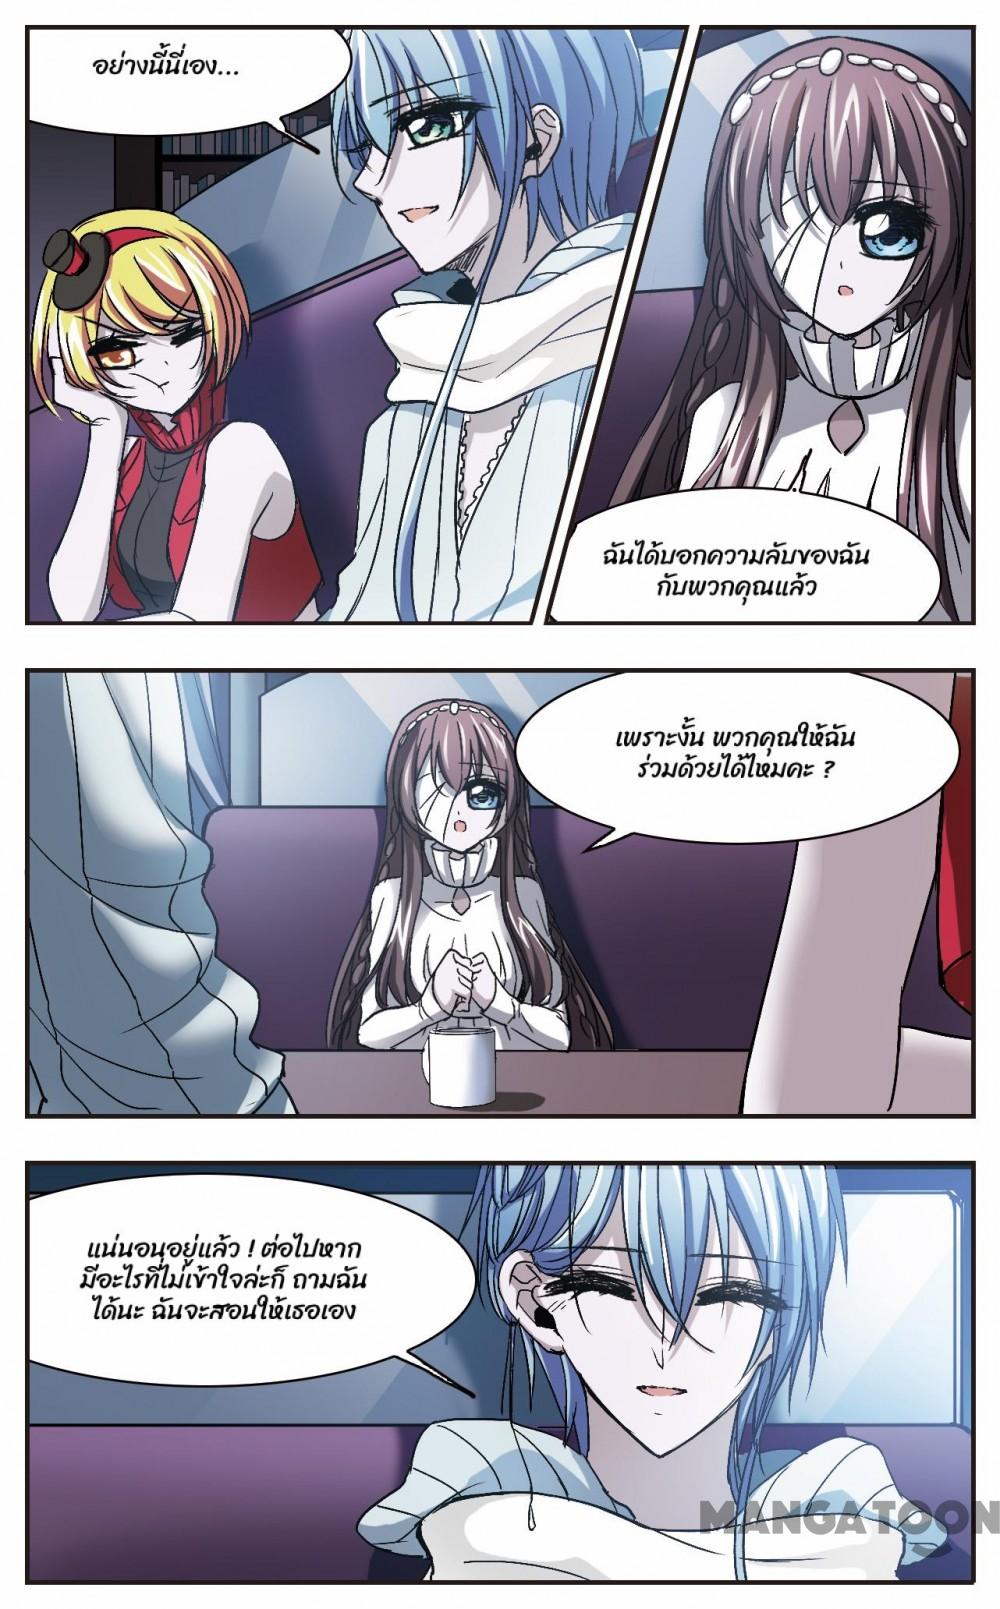 อย่างนี้นี่เอง...
ฉันได้บอกความลับของฉัน
กับพวกคุณแล้ว
เพราะงั้น พวกคุณให้ฉัน
ร่วมด้วยได้ไหมคะ ?
แน่นอนอยู่แล้ว ! ต่อไปหาก
มีอะไรที่ไม่เข้าใจล่ะก็ ถามฉัน
ได้นะ ฉันจะสอนให้เธอเอง
MANGATOON